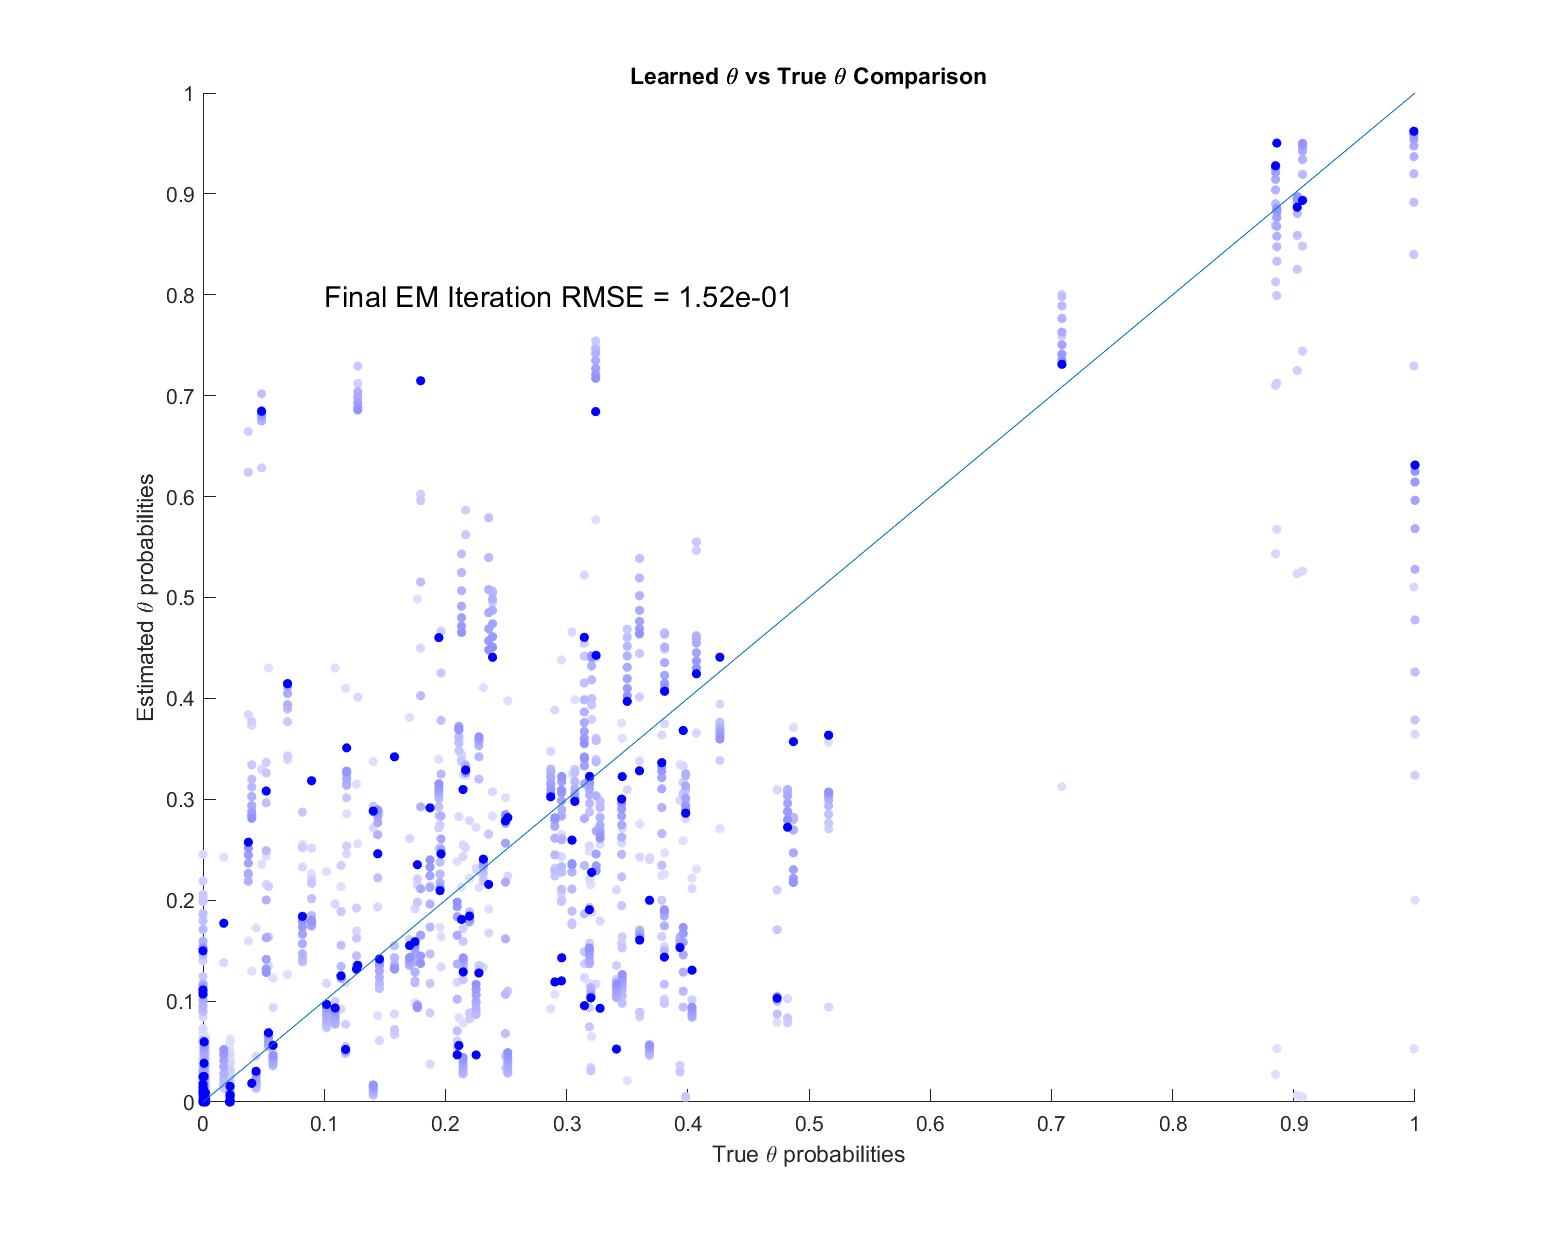 Learned θ vs True θ Comparison
1
0.9
0.8
0.7
0.6
0.5
0.4
0.3
0.2
0.1
0
Estimated θ probabilities
Final EM Iteration RMSE = 1.52e-01
0 0.1 0.2 0.3 0.4 0.5 0.6 0.7 0.8 0.9 1
True θ probabilities